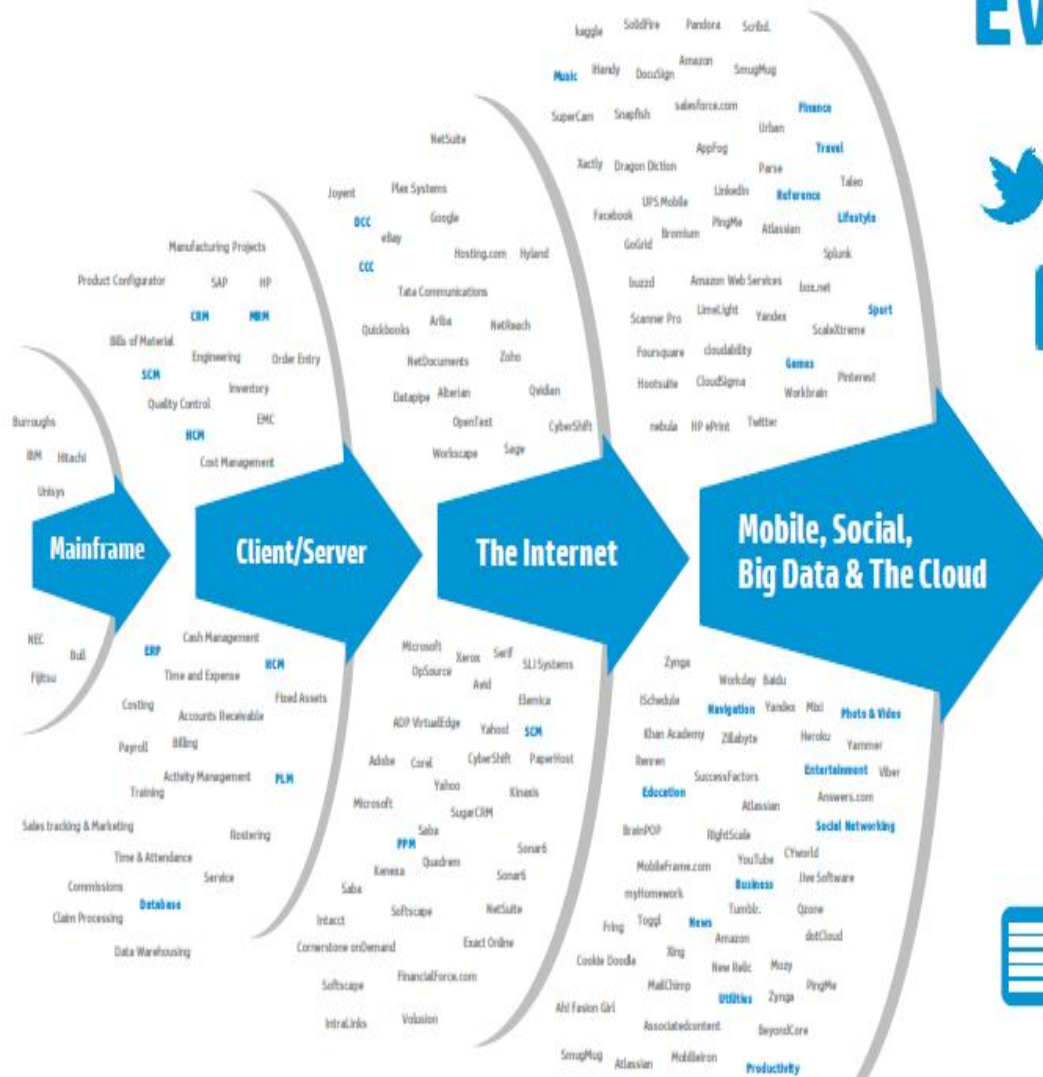 EV
kaggle SolidFire Pandora Scribd.
Music iHandy DocuSign Amazon SmugMug
SuperCam Snapfish salesforce.com Finance
Urban
Xactly Dragon Diction AppFog Parse Travel
Taleo
UPS Mobile LinkedIn Reference
Facebook Bromium PingMe Atlassian Lifestyle
GoGrid Splunk
buzzd Amazon Web Services box.net
Scanner Pro LimeLight Yandex ScaleXtreme Sport
Foursquare cloudability Games
Hootsuite CloudSigma Workbrain Pinterest
nebula HP ePrint Twitter
NetSuite
Joyent Plex Systems
DCC Google
eBay
CCC Hosting.com Hyland
Tata Communications
Quickbooks Ariba NetReach
NetDocuments Zoho
Datapipe Alterian Qvidian
OpenText CyberShift
Workscape Sage
Manufacturing Projects
Product Configurator SAP HP
CRM MRM
Bills of Material
Engineering Order Entry
SCM Inventory
Quality Control EMC
HCM
Cost Management
Burroughs
IBM Hitachi
Unisys
Mainframe
Client/Server
The Internet
Mobile, Social,
Big Data & The Cloud
NEC
Bull
Fijitsu
Cash Management
ERP HCM
Time and Expense
Fixed Assets
Costing
Accounts Receivable
Payroll Billing
Activity Management PLM
Training
Sales tracking & Marketing Rostering
Time & Attendance
Commissions Service
Database
Claim Processing
Data Warehousing
Microsoft Xerox Serif
OpSource SLI Systems
Avid
Elemica
ADP VirtualEdge Yahoo! SCM
Adobe Corel CyberShift PaperHost
Yahoo Kinaxis
Microsoft SugarCRM
Saba
PPM Sonar6
Kenexa Quadrem
Saba Sonar6
Softscape NetSuite
Intacct
Cornerstone onDemand Exact Online
Softscape FinancialForce.com
IntraLinks Volusion
Zynga
Workday Baidu
iSchedule Navigation Yandex Mixi Photo & Video
Khan Academy Zillabyte Heroku Yammer
Renren SuccessFactors Entertainment Viber
Education Atlassian Answers.com
BrainPOP RightScale Social Networking
MobileFrame.com YouTube CYworld
myHomework Business Jive Software
Fring Toggl News Tumblr. Qzone
Amazon dotCloud
Cookie Doodle Xing
New Relic Mozy
MailChimp PingMe
Ah! Fasion Girl Utilities Zynga
Associatedcontent BeyondCore
SmugMug Atlassian MobileIron Productivity